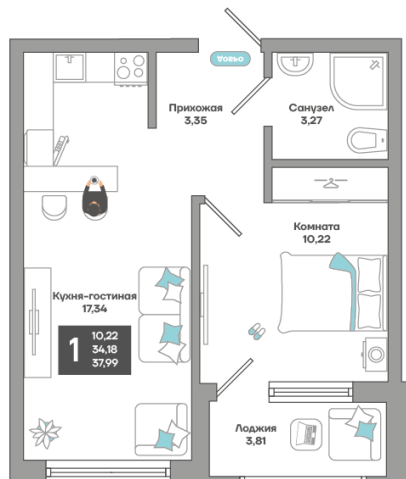 Прихожая
3,35
Санузел
3,27
Комната
10,22
Кухня-гостиная
17,34
1
10,22
34,18
37,99
Лоджия
3,81